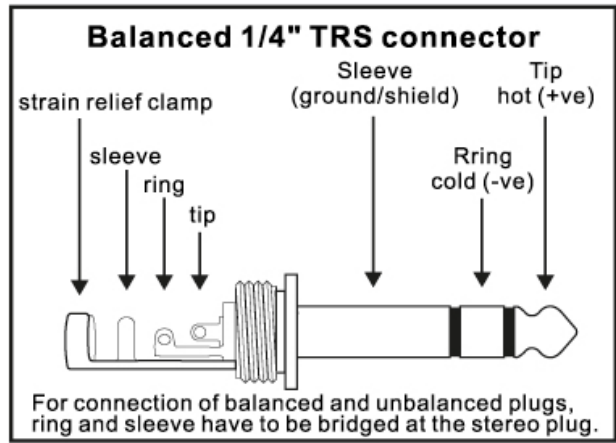 Balanced 1/4" TRS connector
Sleeve
(ground/shield)
Tip
hot (+ve)
strain relief clamp
sleeve
ring
tip
Rring
cold (-ve)
For connection of balanced and unbalanced plugs,
ring and sleeve have to be bridged at the stereo plug.